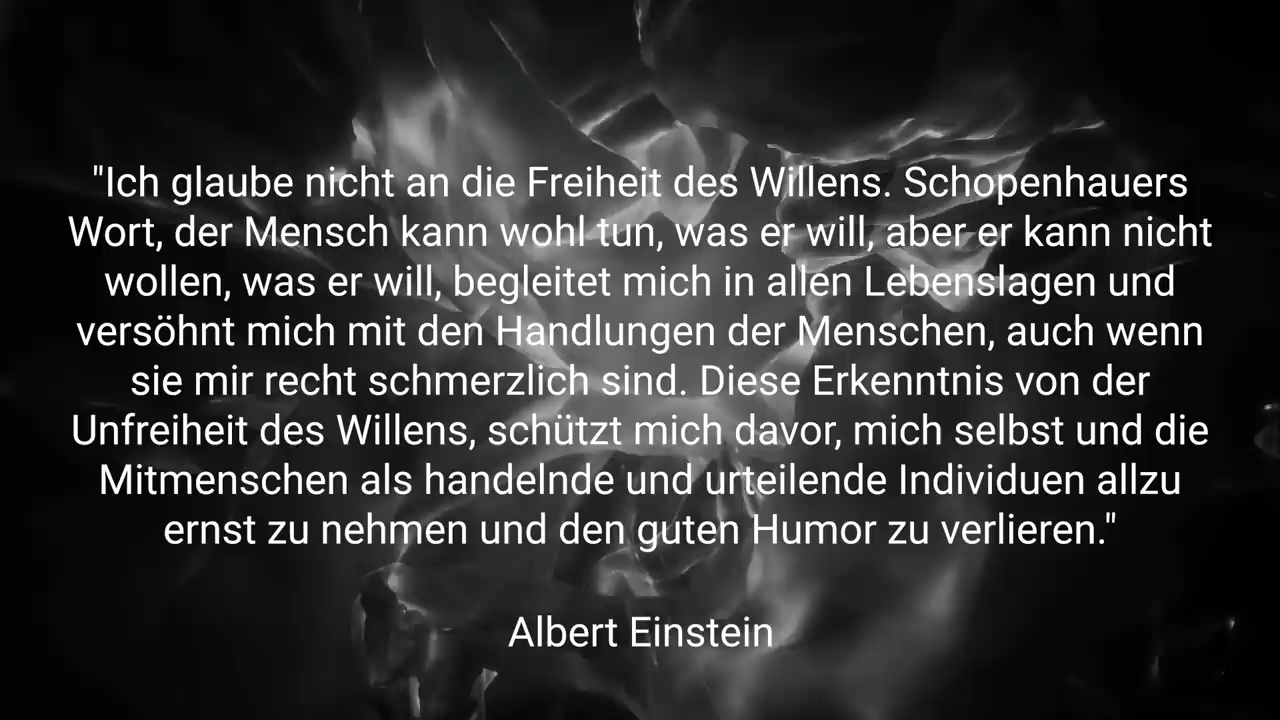 "Ich glaube nicht an die Freiheit des Willens. Schopenhauers
Wort, der Mensch kann wohl tun, was er will, aber er kann nicht
wollen, was er will, begleitet mich in allen Lebenslagen und
versöhnt mich mit den Handlungen der Menschen, auch wenn
sie mir recht schmerzlich sind. Diese Erkenntnis von der
Unfreiheit des Willens, schützt mich davor, mich selbst und die
Mitmenschen als handelnde und urteilende Individuen allzu
ernst zu nehmen und den guten Humor zu verlieren."
Albert Einstein